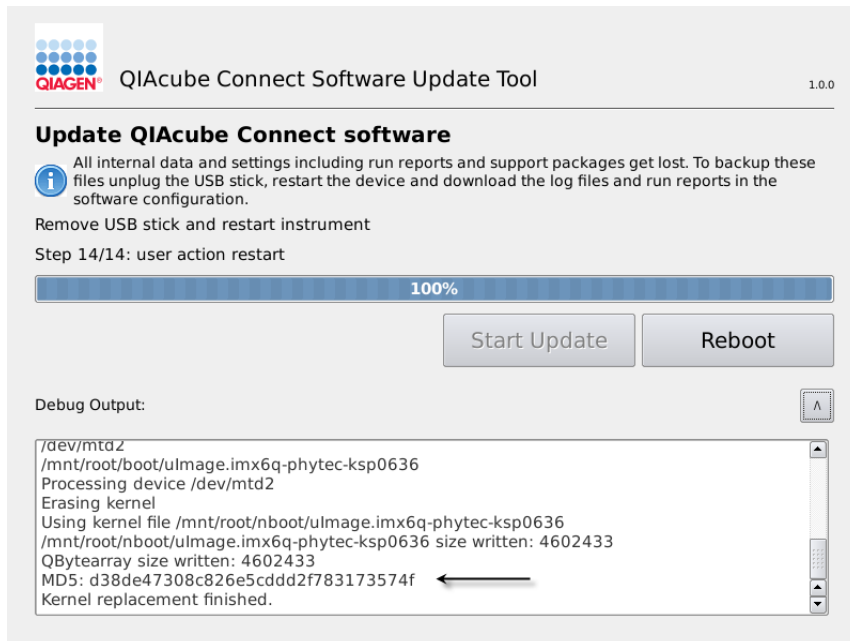 QIAGEN®
QIAcube Connect Software Update Tool
1.0.0
Update QIAcube Connect software
All internal data and settings including run reports and support packages get lost. To backup these
files unplug the USB stick, restart the device and download the log files and run reports in the
software configuration.
Remove USB stick and restart instrument
Step 14/14: user action restart
100%
Start Update
Reboot
Debug Output:
/dev/mtd2
/mnt/root/boot/uImage.imx6q-phytec-ksp0636
Processing device /dev/mtd2
Erasing kernel
Using kernel file /mnt/root/nboot/uImage.imx6q-phytec-ksp0636
/mnt/root/nboot/uImage.imx6q-phytec-ksp0636 size written: 4602433
QBytearray size written: 4602433
MD5: d38de47308c826e5cddd2f783173574f
Kernel replacement finished.